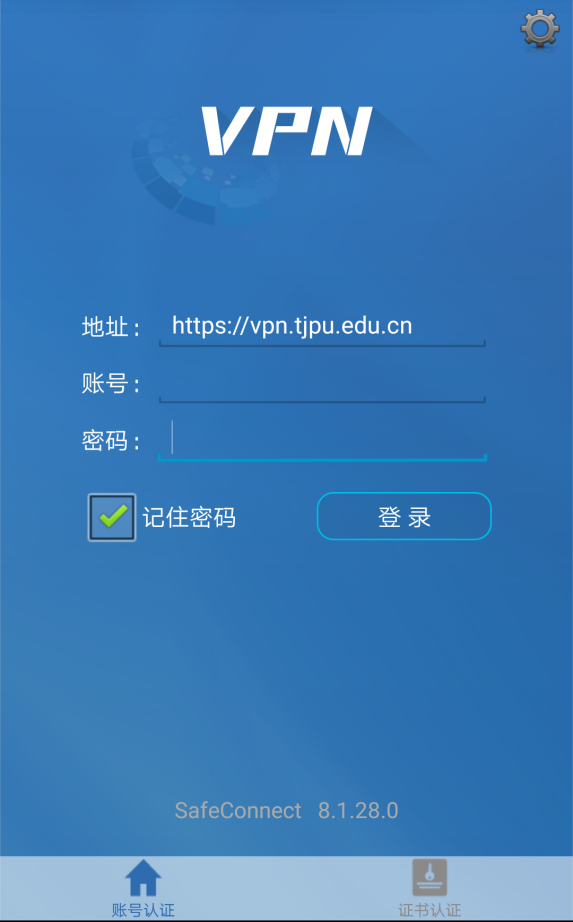 VPN
地址： https://vpn.tjpu.edu.cn
账号：
密码：
记住密码 登 录
SafeConnect 8.1.28.0
账号认证 证书认证